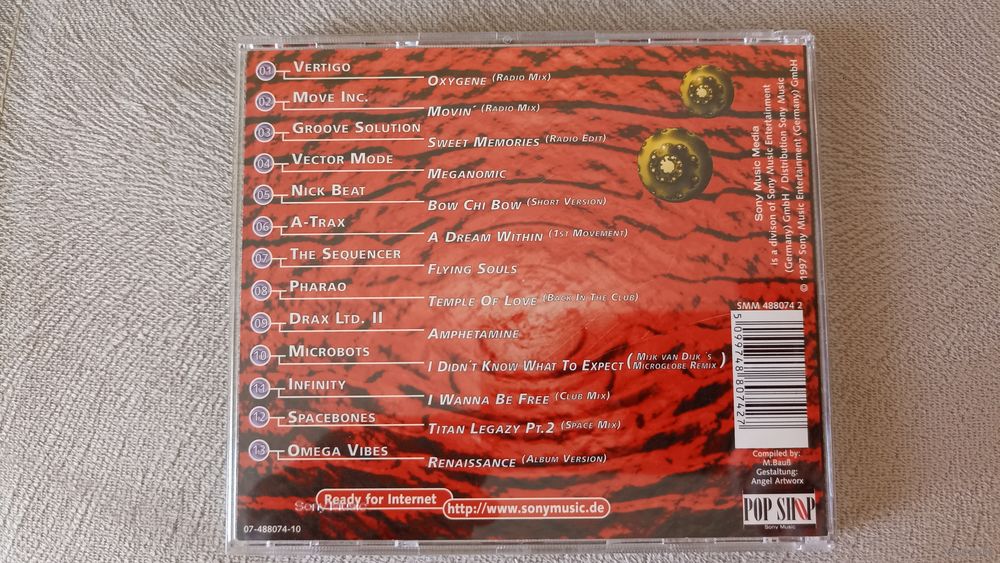 01 Vertigo
Oxygene (Radio Mix)
02 Move Inc.
Movin´ (Radio Mix)
03 Groove Solution
Sweet Memories (Radio Edit)
04 Vector Mode
Meganomic
05 Nick Beat
Bow Chi Bow (Short Version)
06 A-Trax
A Dream Within (1st Movement)
07 The Sequencer
Flying Souls
08 Pharao
Temple Of Love (Back In The Club)
09 Drax Ltd. II
Amphetamine
10 Microbots
I Didn´t Know What To Expect (Mijk van Dijk´s
Microglobe Remix)
11 Infinity
I Wanna Be Free (Club Mix)
12 Spacebones
Titan Legazy Pt.2 (Space Mix)
13 Omega Vibes
Renaissance (Album Version)
Ready for Internet
Sony Music
http://www.sonymusic.de
07-488074-10
Sony Music Media
is a divison of Sony Music Entertainment
(Germany) GmbH / Distribution Sony Music
© 1997 Sony Music Entertainment (Germany) GmbH
SMM 488074 2
5 099748 807427
Compiled by:
M.Bauß
Gestaltung:
Angel Artworx
POP SHOP
Sony Music